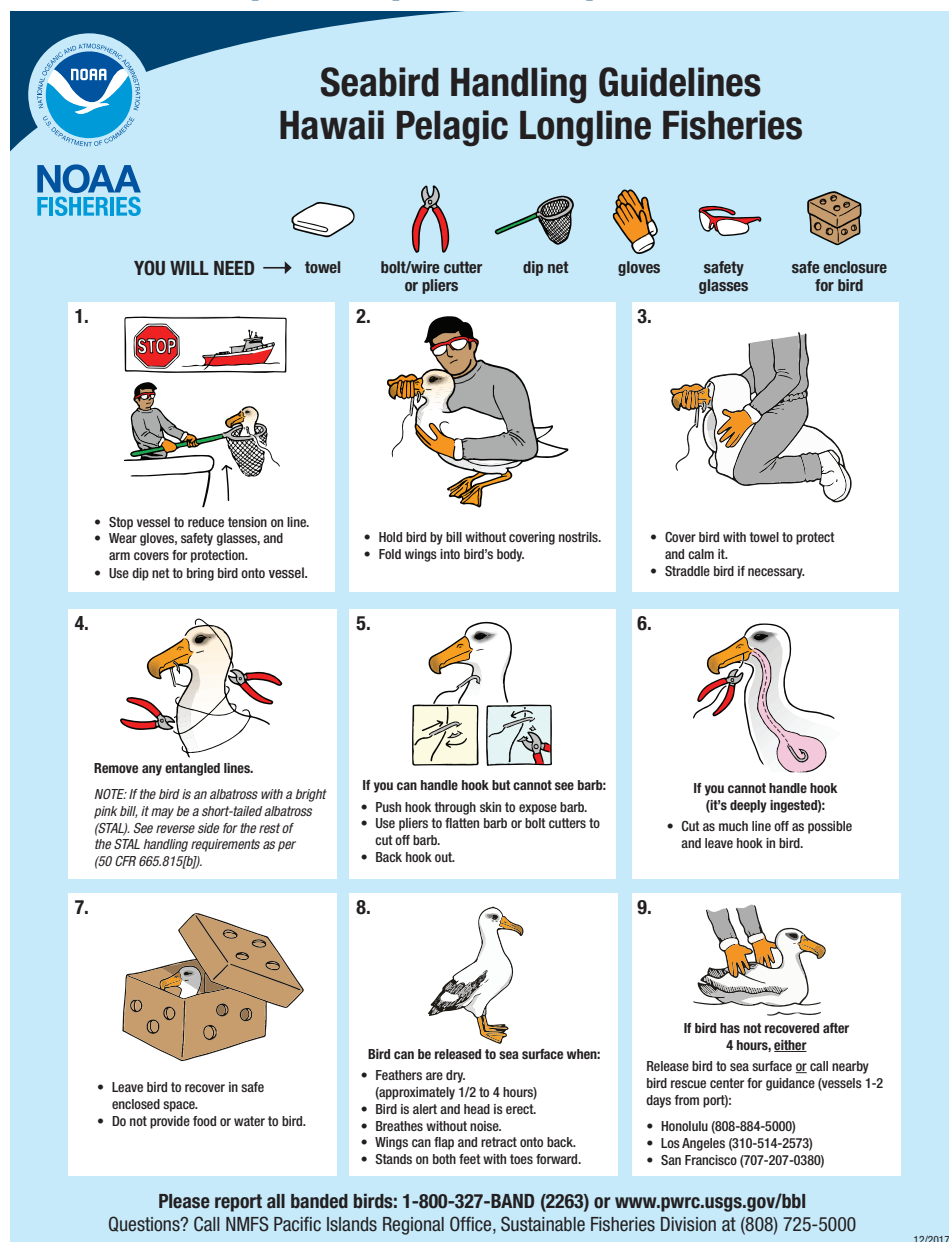 NATIONAL OCEANIC AND ATMOSPHERIC ADMINISTRATION
U.S. DEPARTMENT OF COMMERCE
NOAA
NOAA
FISHERIES
Seabird Handling Guidelines
Hawaii Pelagic Longline Fisheries
YOU WILL NEED → towel
bolt/wire cutter
or pliers
dip net
gloves
safety
glasses
safe enclosure
for bird
1.
STOP
• Stop vessel to reduce tension on line.
• Wear gloves, safety glasses, and
arm covers for protection.
• Use dip net to bring bird onto vessel.
2.
• Hold bird by bill without covering nostrils.
• Fold wings into bird's body.
3.
• Cover bird with towel to protect
and calm it.
• Straddle bird if necessary.
4.
Remove any entangled lines.
NOTE: If the bird is an albatross with a bright
pink bill, it may be a short-tailed albatross
(STAL). See reverse side for the rest of
the STAL handling requirements as per
(50 CFR 665.815[b]).
5.
If you can handle hook but cannot see barb:
• Push hook through skin to expose barb.
• Use pliers to flatten barb or bolt cutters to
cut off barb.
• Back hook out.
6.
If you cannot handle hook
(it's deeply ingested):
• Cut as much line off as possible
and leave hook in bird.
7.
• Leave bird to recover in safe
enclosed space.
• Do not provide food or water to bird.
8.
Bird can be released to sea surface when:
• Feathers are dry.
(approximately 1/2 to 4 hours)
• Bird is alert and head is erect.
• Breathes without noise.
• Wings can flap and retract onto back.
• Stands on both feet with toes forward.
9.
If bird has not recovered after
4 hours, either
Release bird to sea surface or call nearby
bird rescue center for guidance (vessels 1-2
days from port):
• Honolulu (808-884-5000)
• Los Angeles (310-514-2573)
• San Francisco (707-207-0380)
Please report all banded birds: 1-800-327-BAND (2263) or www.pwrc.usgs.gov/bbl
Questions? Call NMFS Pacific Islands Regional Office, Sustainable Fisheries Division at (808) 725-5000
12/2017